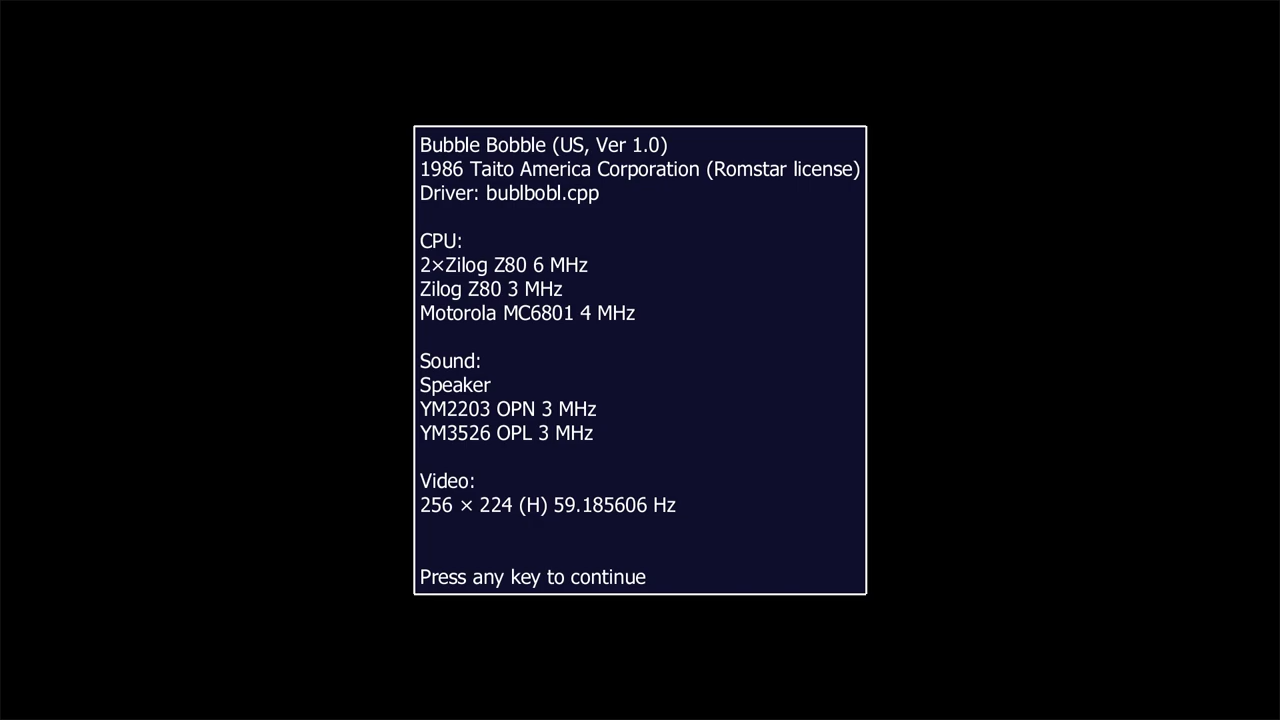 Bubble Bobble (US, Ver 1.0)
1986 Taito America Corporation (Romstar license)
Driver: bublbobl.cpp
CPU:
2×Zilog Z80 6 MHz
Zilog Z80 3 MHz
Motorola MC6801 4 MHz
Sound:
Speaker
YM2203 OPN 3 MHz
YM3526 OPL 3 MHz
Video:
256 × 224 (H) 59.185606 Hz
Press any key to continue